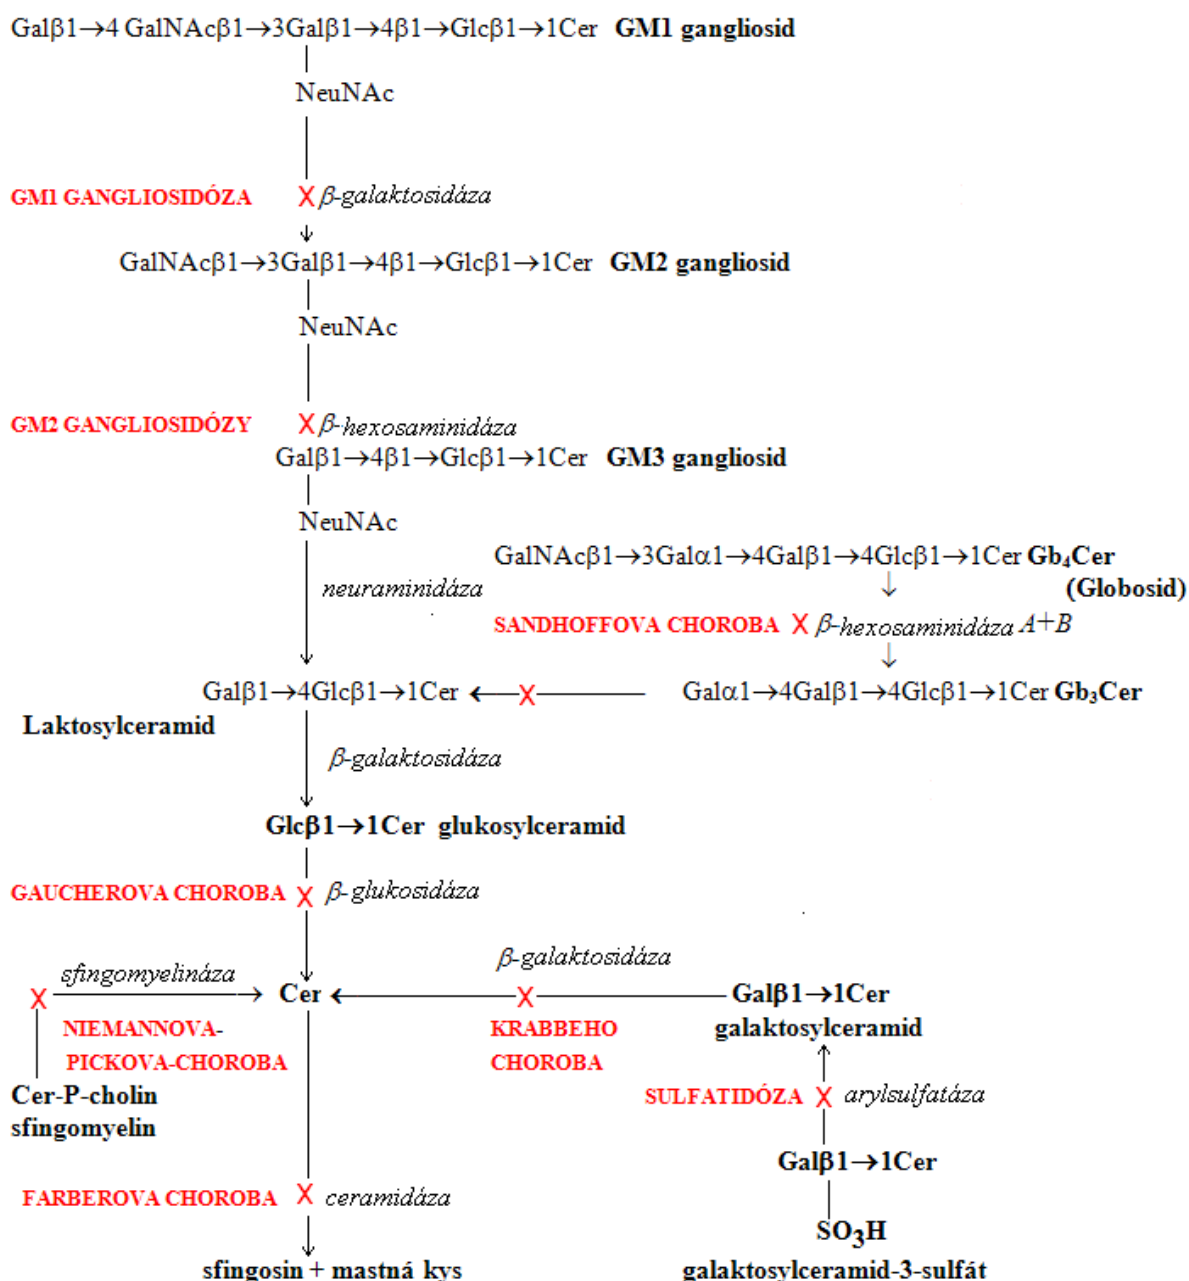 Galβ1→4 GalNAcβ1→3Galβ1→4β1→Glcβ1→1Cer GM1 gangliosid
NeuNAc
GM1 GANGLIOSIDÓZA X β-galaktosidáza
GalNAcβ1→3Galβ1→4β1→Glcβ1→1Cer GM2 gangliosid
NeuNAc
GM2 GANGLIOSIDÓZY X β-hexosaminidáza
Galβ1→4β1→Glcβ1→1Cer GM3 gangliosid
NeuNAc
GalNAcβ1→3Galα1→4Galβ1→4Glcβ1→1Cer Gb₄Cer
neuraminidáza
(Globosid)
SANDHOFFOVA CHOROBA X β-hexosaminidáza A+B
Galβ1→4Glcβ1→1Cer ←X Galα1→4Galβ1→4Glcβ1→1Cer Gb₃Cer
Laktosylceramid
β-galaktosidáza
Glcβ1→1Cer glukosylceramid
GAUCHEROVA CHOROBA X β-glukosidáza
sfingomyelináza
β-galaktosidáza
X → Cer ← X Galβ1→1Cer
NIEMANNOVA-
PICKOVA-CHOROBA
KRABBEHO
CHOROBA
galaktosylceramid
Cer-P-cholin
sfingomyelin
SULFATIDÓZA X arylsulfatáza
Galβ1→1Cer
FARBEROVA CHOROBA X ceramidáza
SO₃H
sfingosin + mastná kys
galaktosylceramid-3-sulfát